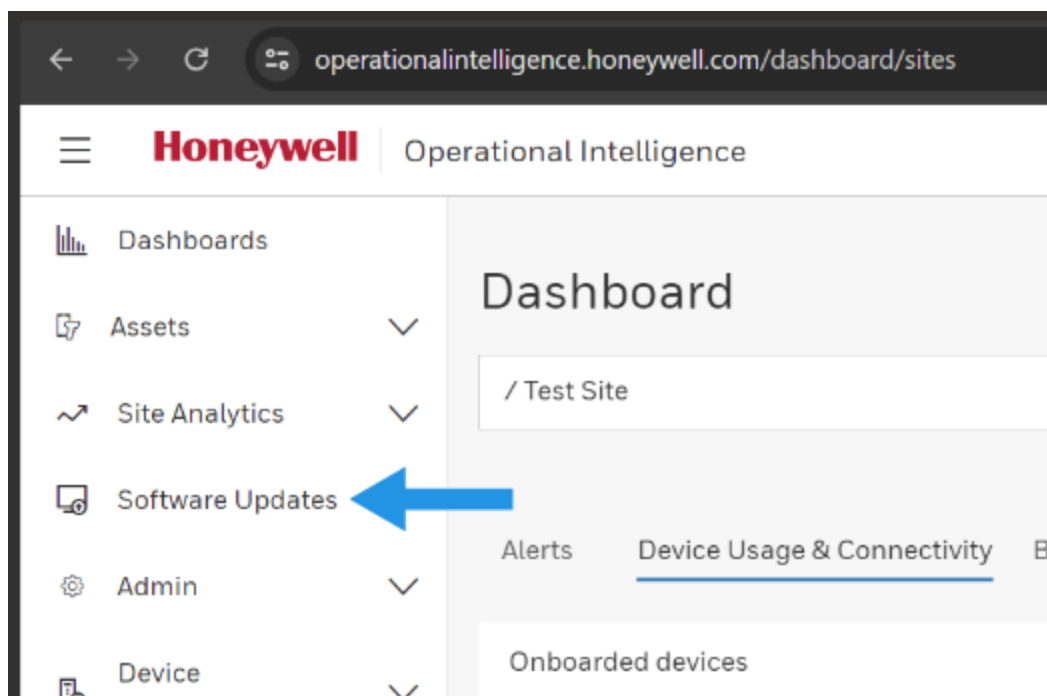 operationalintelligence.honeywell.com/dashboard/sites
Honeywell Operational Intelligence
Dashboards
Assets
Site Analytics
Software Updates
Admin
Device
Dashboard
/ Test Site
Alerts Device Usage & Connectivity
Onboarded devices